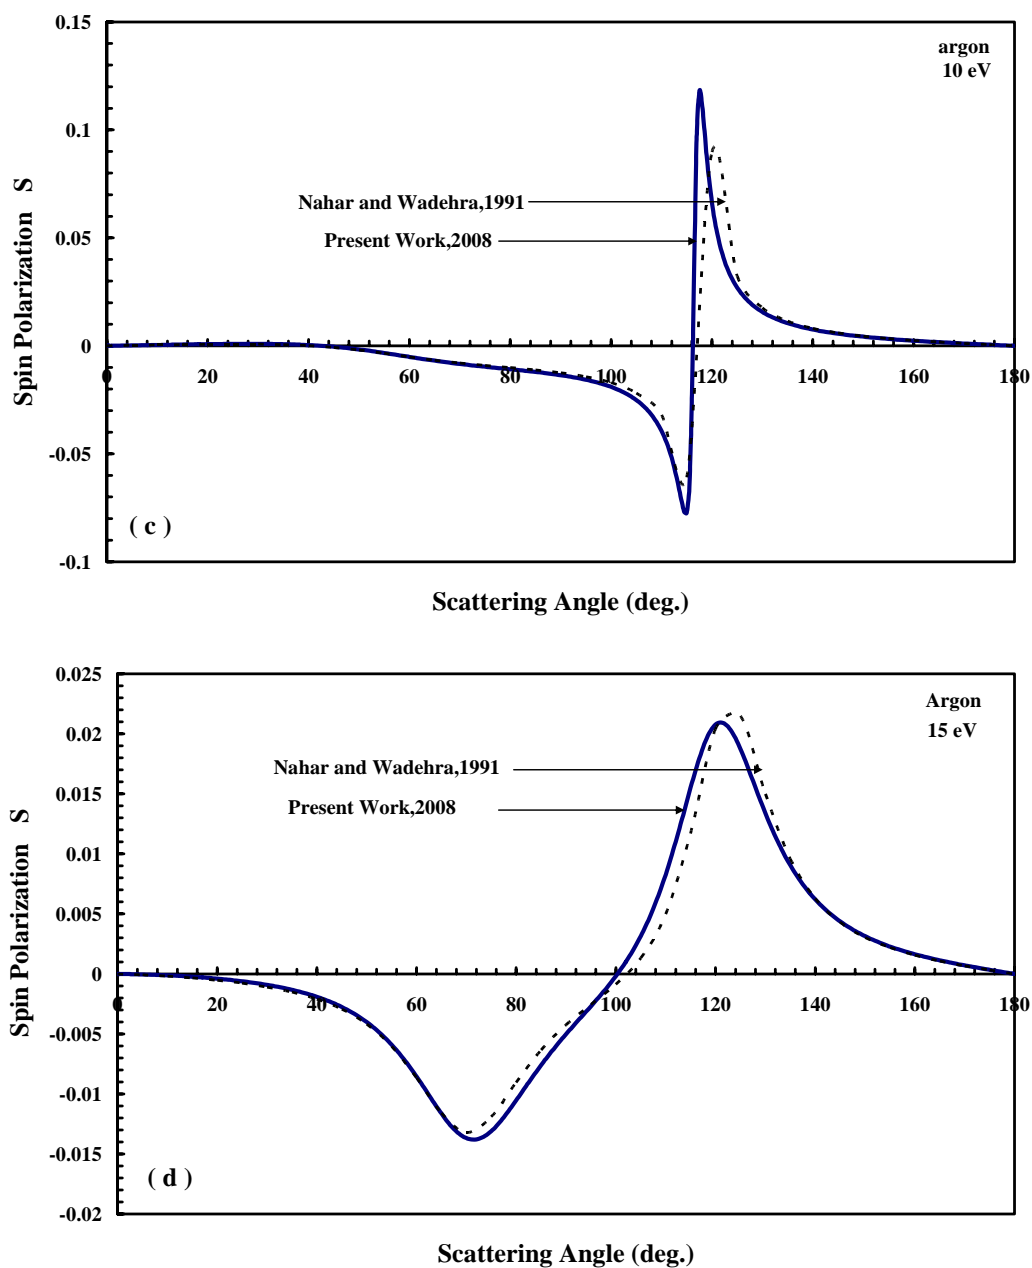 0.15
argon
10 eV
0.1
Nahar and Wadehra,1991
0.05
Present Work,2008
Spin Polarization S
0
0 20 40 60 80 100 120 140 160 180
-0.05
( c )
-0.1
Scattering Angle (deg.)
0.025
Argon
0.02
15 eV
Nahar and Wadehra,1991
0.015
Present Work,2008
0.01
0.005
Spin Polarization S
0
0 20 40 60 80 100 120 140 160 180
-0.005
-0.01
-0.015
( d )
-0.02
Scattering Angle (deg.)